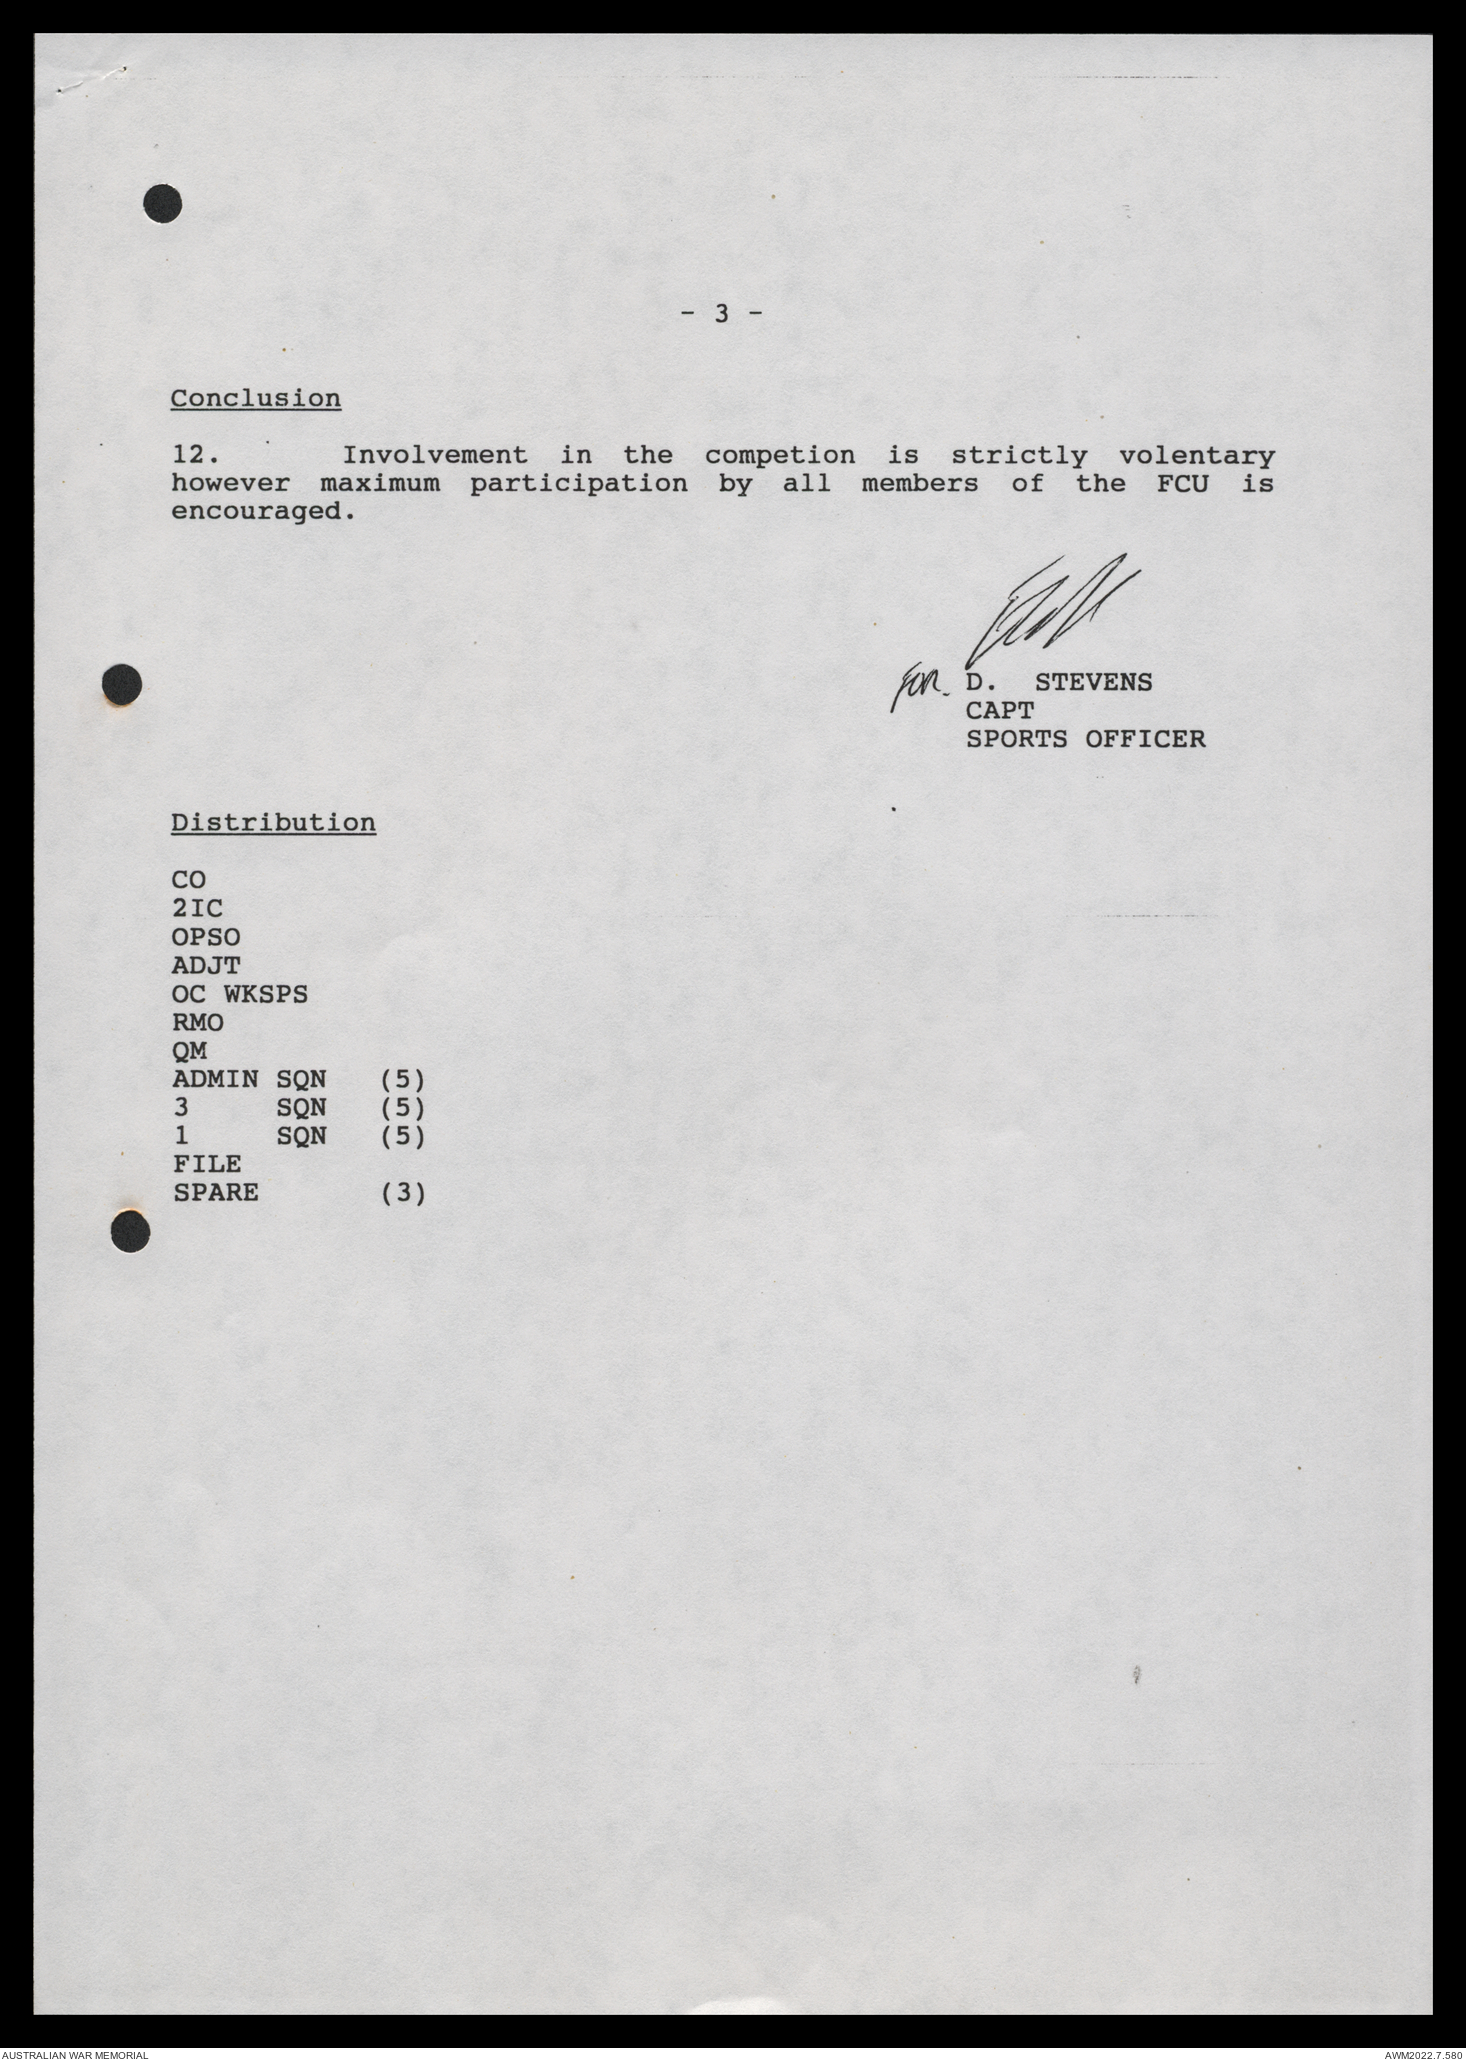 - 3 -
Conclusion
12. Involvement in the competion is strictly volentary
however maximum participation by all members of the FCU is
encouraged.
for D. STEVENS
CAPT
SPORTS OFFICER
Distribution
CO
2IC
OPSO
ADJT
OC WKSPS
RMO
QM
ADMIN SQN (5)
3 SQN (5)
1 SQN (5)
FILE
SPARE (3)
AUSTRALIAN WAR MEMORIAL
AWM2022.7.580